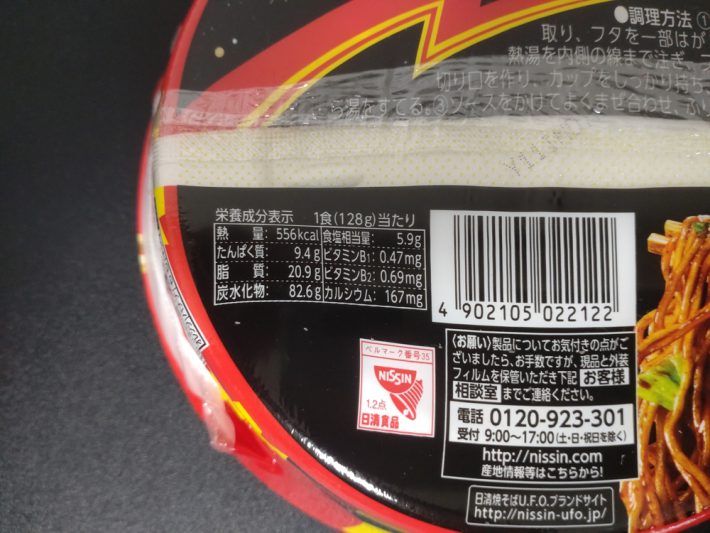 ●調理方法①
取り、フタを一部はが
熱湯を内側の線まで注ぎ、フ
切り口を作り、カップをしっかり持ち
ら湯をすてる。③ソースをかけてよくまぜ合わせ、ふり
栄養成分表示 1食(128g)当たり
熱量: 556kcal 食塩相当量: 5.9g
たんぱく質: 9.4g ビタミンB1: 0.47mg
脂質: 20.9g ビタミンB2: 0.69mg
炭水化物: 82.6g カルシウム: 167mg
4 902105 022122
ベルマーク番号35
NISSIN
1.2点
日清食品
〈お願い〉製品についてお気付きの点がご
ざいましたら、お手数ですが、現品と外装
フィルムを保管いただき下記 お客様
相談室 までご連絡ください。
電話 0120-923-301
受付 9:00〜17:00(土・日・祝日を除く)
http://nissin.com
産地情報等はこちらから!
日清焼そばU.F.O.ブランドサイト
http://nissin-ufo.jp/